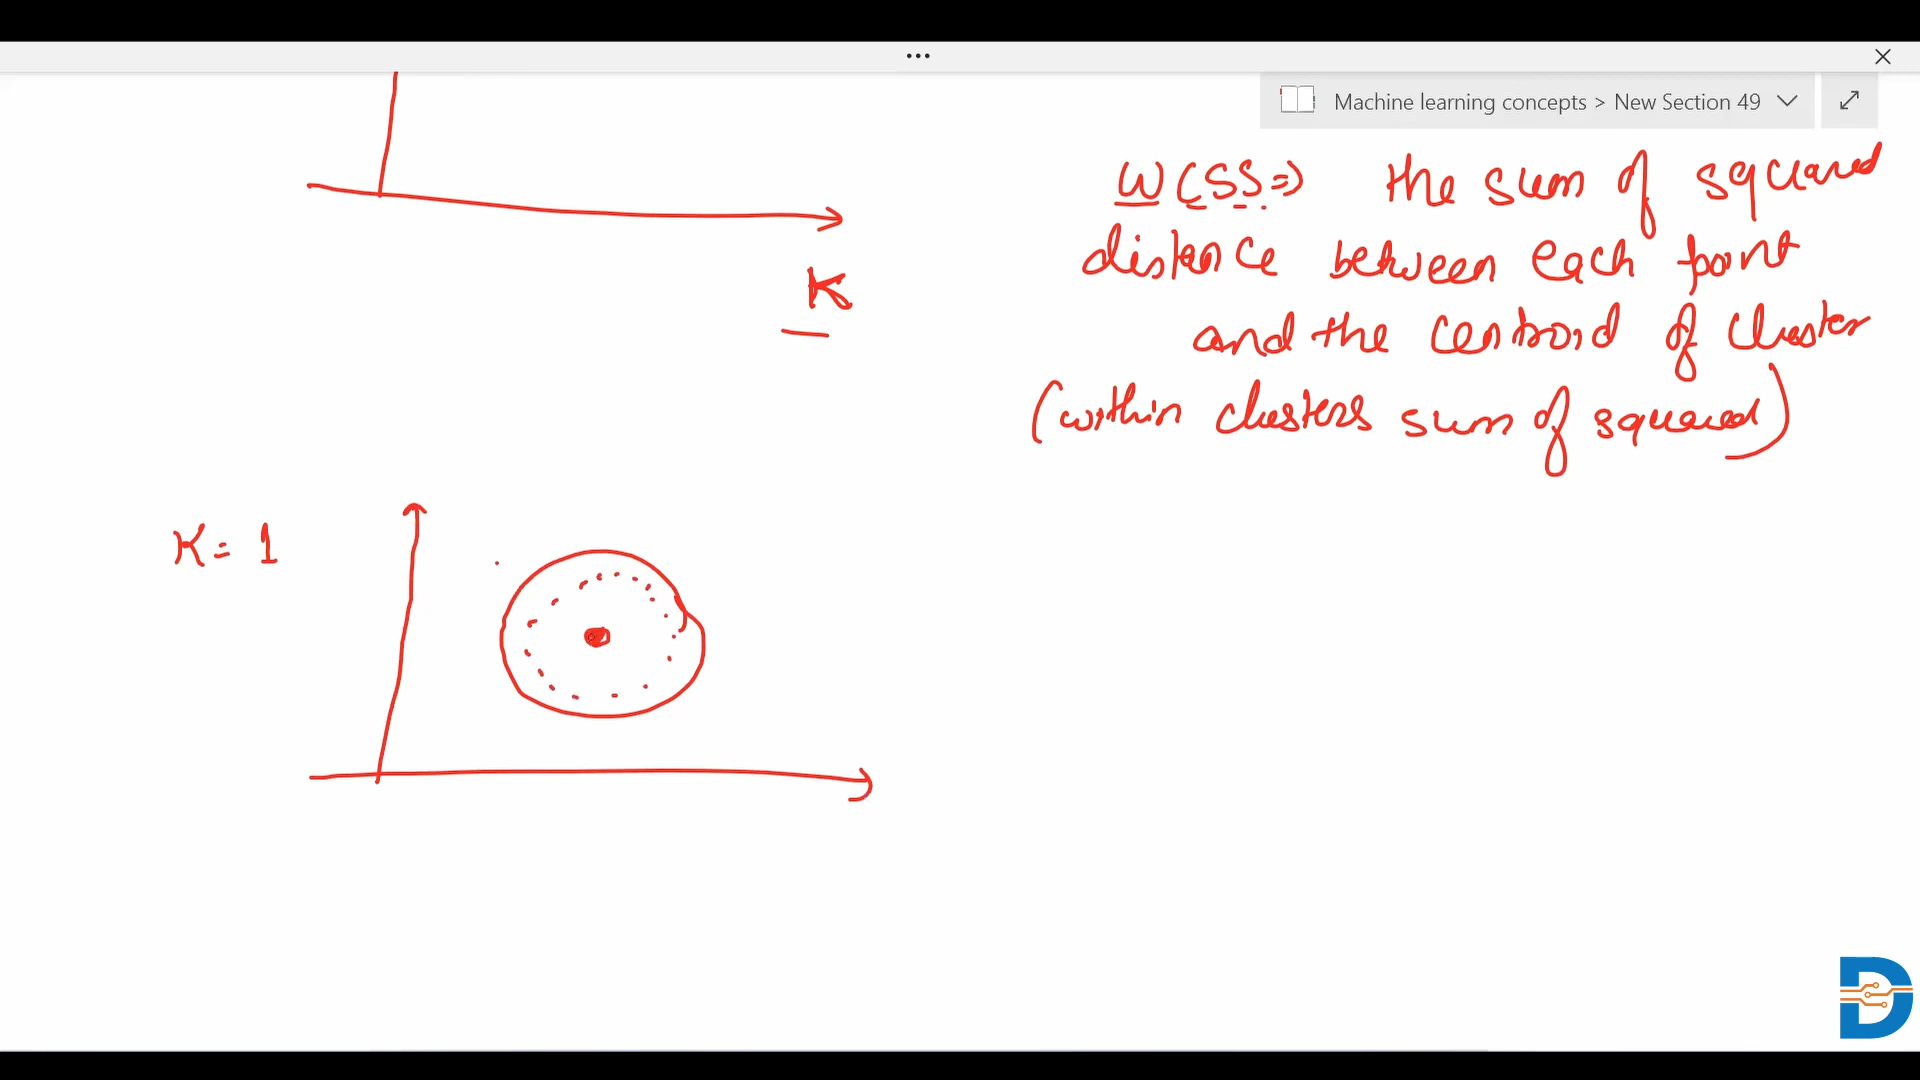 Machine learning concepts > New Section 49
WCSS => the sum of squared
distance between each point
and the centroid of cluster
(within clusters sum of squared)
K
K = 1